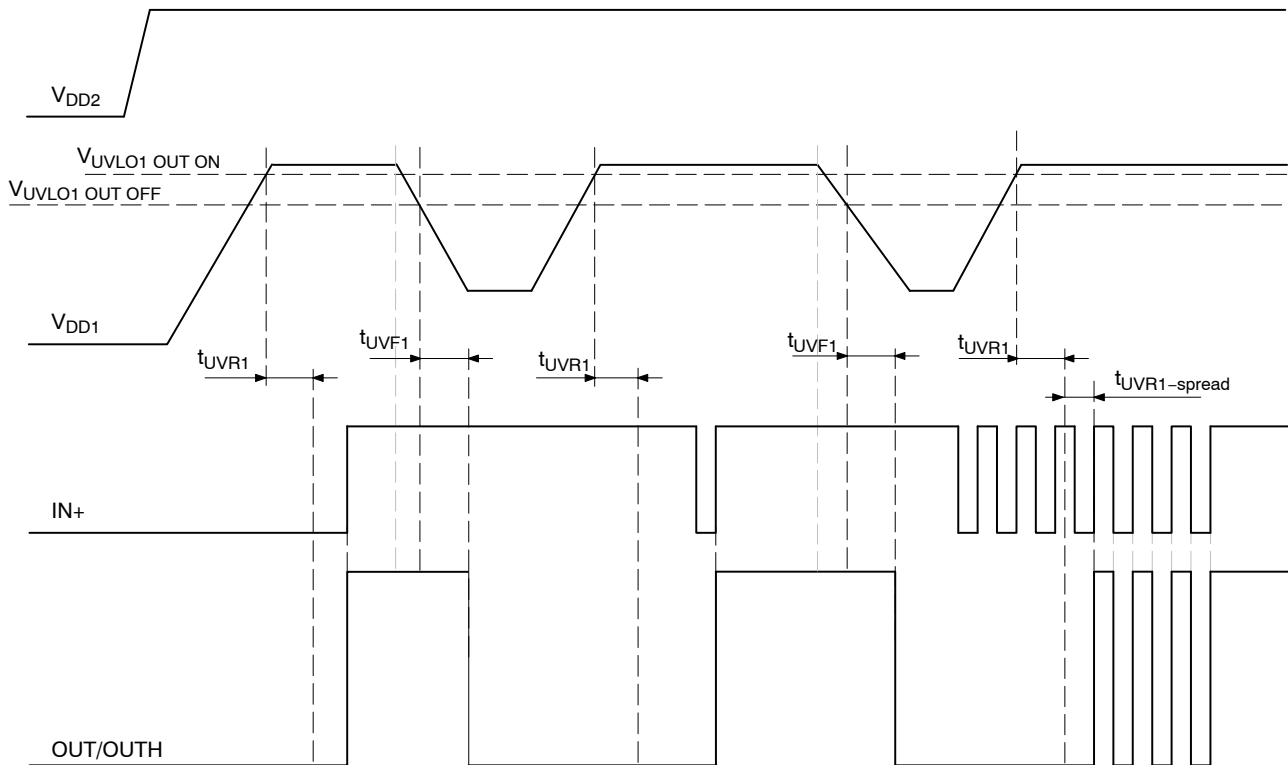 VDD2
VUVLO1 OUT ON
VUVLO1 OUT OFF
VDD1
tUVR1
tUVF1
tUVR1
tUVF1
tUVR1
tUVR1−spread
IN+
OUT/OUTH